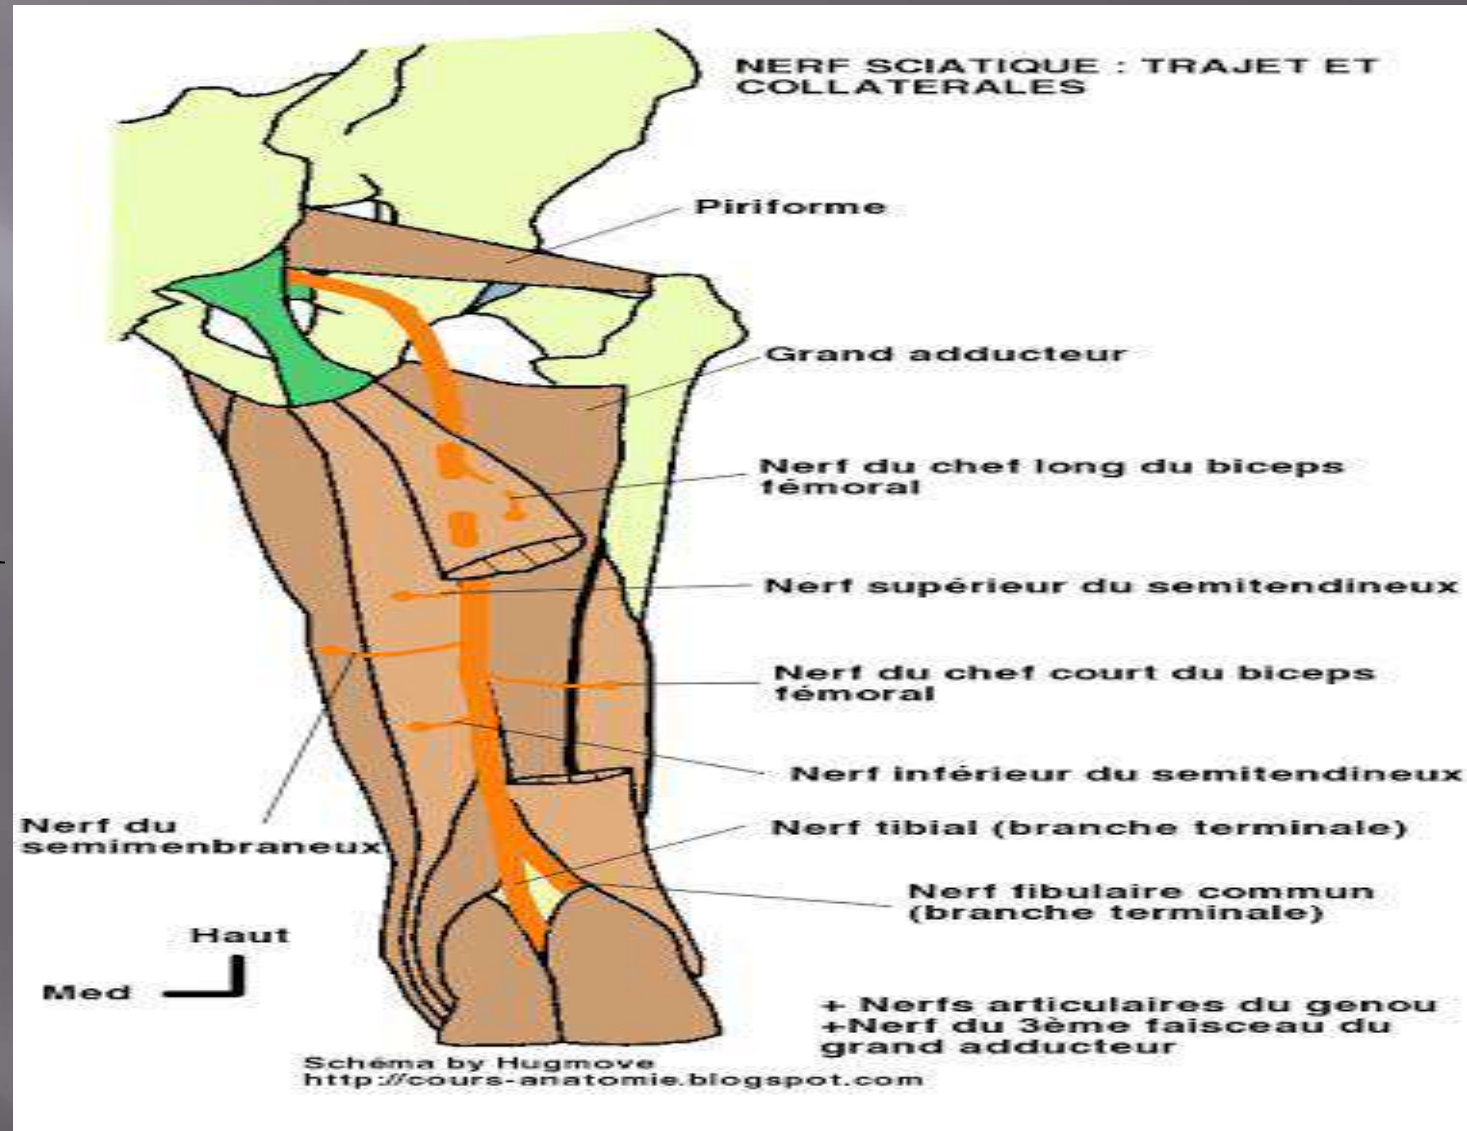 NERF SCIATIQUE : TRAJET ET
COLLATERALES
Piriforme
Grand adducteur
Nerf du chef long du biceps
fémoral
Nerf supérieur du semitendineux
Nerf du chef court du biceps
fémoral
Nerf inférieur du semitendineux
Nerf du
semimenbraneux
Nerf tibial (branche terminale)
Nerf fibulaire commun
(branche terminale)
Haut
Med
+ Nerfs articulaires du genou
+Nerf du 3ème faisceau du
grand adducteur
Schéma by Hugmove
http://cours-anatomie.blogspot.com